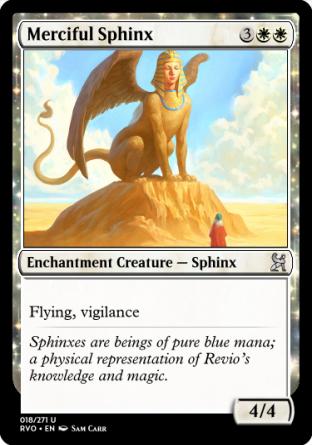 Merciful Sphinx 3
Enchantment Creature — Sphinx
Flying, vigilance
Sphinxes are beings of pure blue mana;
a physical representation of Revio's
knowledge and magic.
4/4
018/271 U
RVO • EN Sam Carr